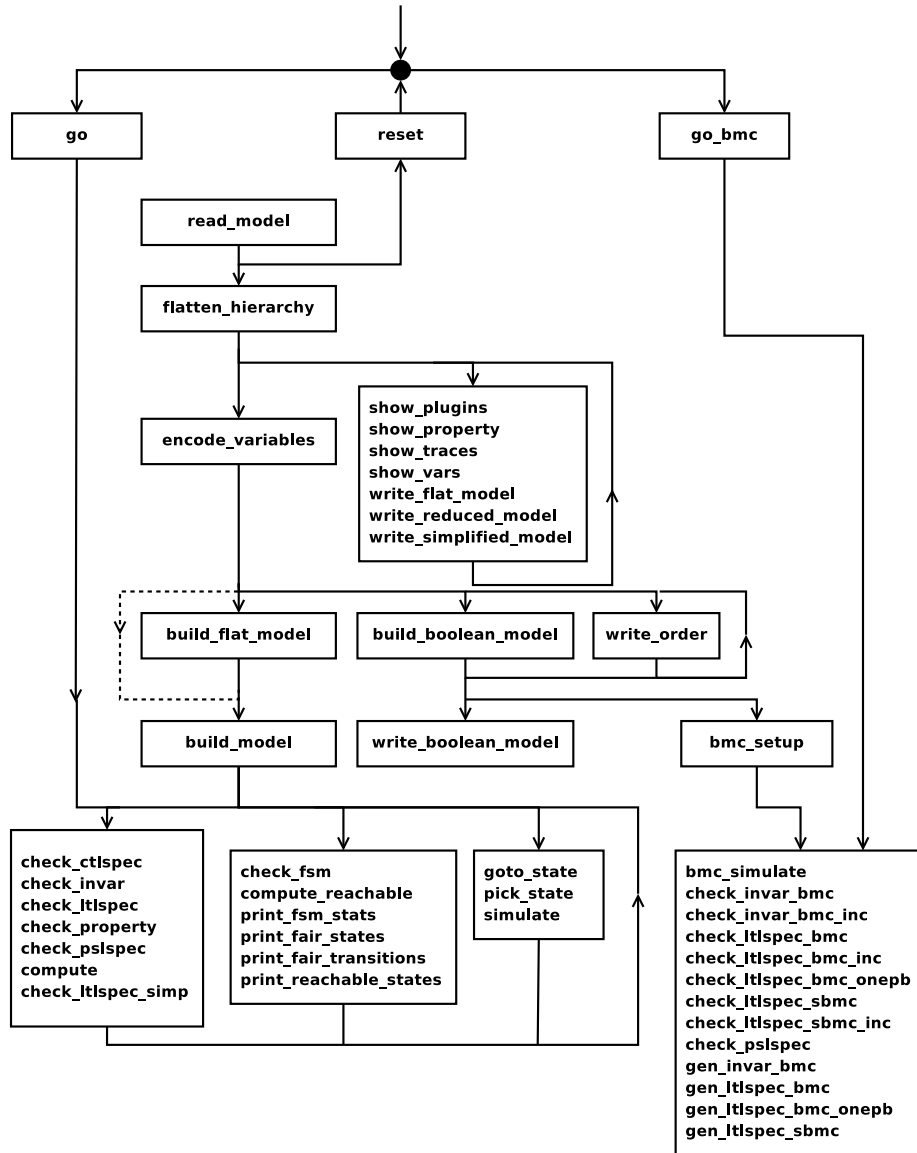 go
reset
go_bmc
read_model
flatten_hierarchy
encode_variables
show_plugins
show_property
show_traces
show_vars
write_flat_model
write_reduced_model
write_simplified_model
build_flat_model
build_boolean_model
write_order
build_model
write_boolean_model
bmc_setup
check_ctlspec
check_invar
check_ltlspec
check_property
check_pslspec
compute
check_ltlspec_simp
check_fsm
compute_reachable
print_fsm_stats
print_fair_states
print_fair_transitions
print_reachable_states
goto_state
pick_state
simulate
bmc_simulate
check_invar_bmc
check_invar_bmc_inc
check_ltlspec_bmc
check_ltlspec_bmc_inc
check_ltlspec_bmc_onepb
check_ltlspec_sbmc
check_ltlspec_sbmc_inc
check_pslspec
gen_invar_bmc
gen_ltlspec_bmc
gen_ltlspec_bmc_onepb
gen_ltlspec_sbmc